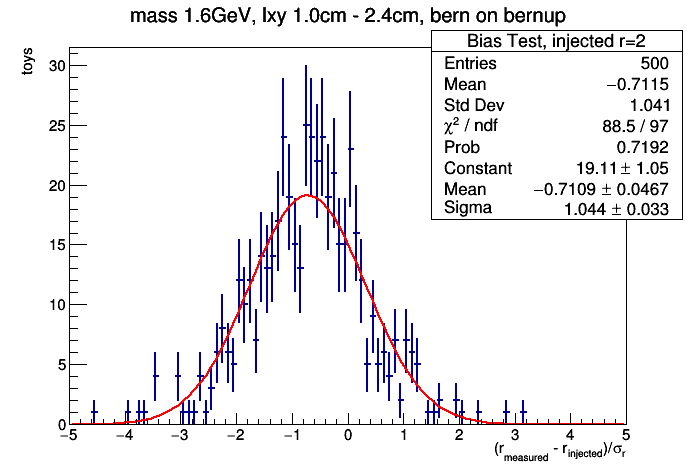 mass 1.6GeV, lxy 1.0cm - 2.4cm, bern on bernup
Bias Test, injected r=2
Entries 500
Mean −0.7115
Std Dev 1.041
χ² / ndf 88.5 / 97
Prob 0.7192
Constant 19.11 ± 1.05
Mean −0.7109 ± 0.0467
Sigma 1.044 ± 0.033
toys
30
25
20
15
10
5
0
−5 −4 −3 −2 −1 0 1 2 3 4 5
(r_measured - r_injected)/σ_r